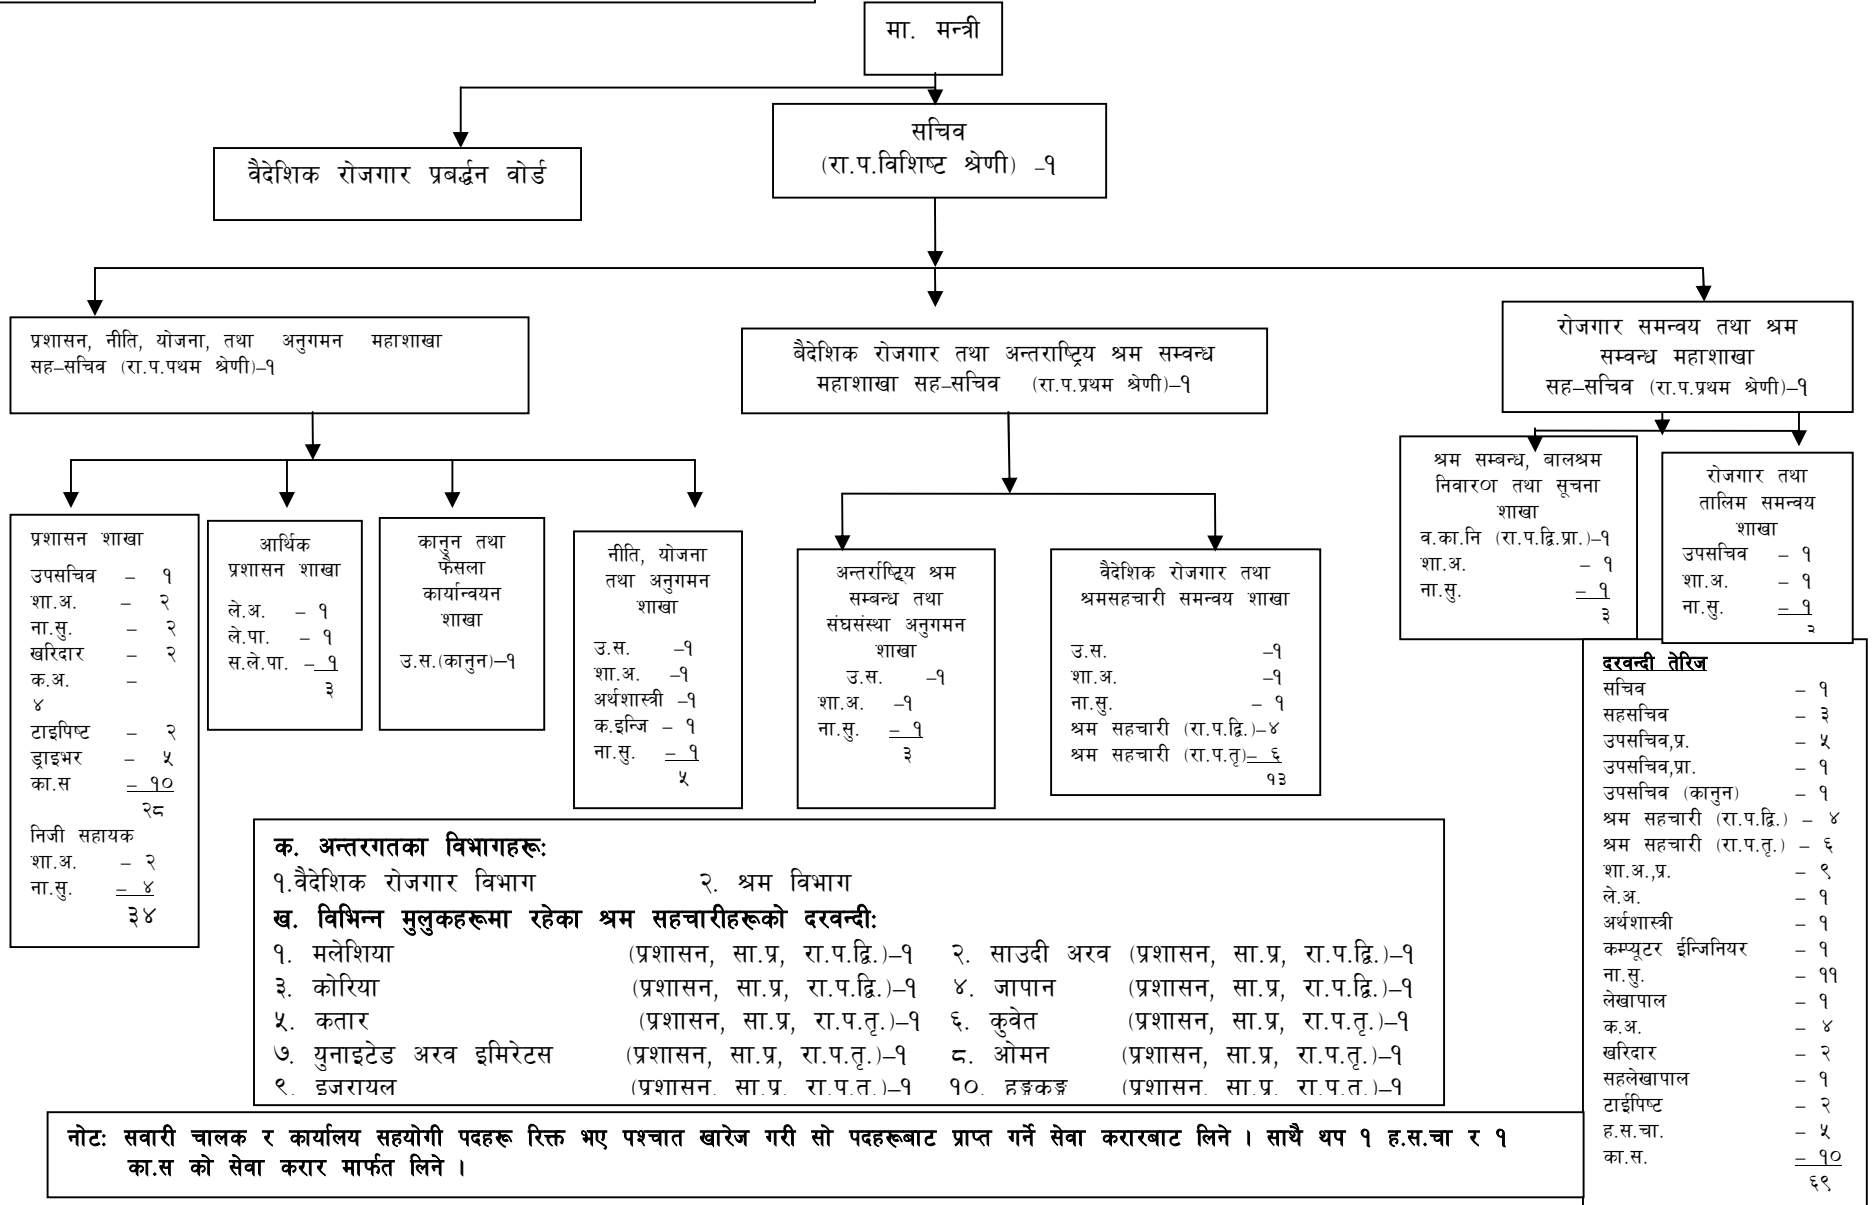 मा. मन्त्री
सचिव
(रा.प.विशिष्ट श्रेणी) –१
वैदेशिक रोजगार प्रबर्द्धन वोर्ड
प्रशासन, नीति, योजना, तथा अनुगमन महाशाखा
सह–सचिव (रा.प.पथम श्रेणी)–१
बैदेशिक रोजगार तथा अन्तराष्ट्रिय श्रम सम्वन्ध
महाशाखा सह–सचिव (रा.प.प्रथम श्रेणी)–१
रोजगार समन्वय तथा श्रम
सम्वन्ध महाशाखा
सह–सचिव (रा.प.प्रथम श्रेणी)–१
प्रशासन शाखा
उपसचिव – १
शा.अ. – २
ना.सु. – २
खरिदार – २
क.अ. –
४
टाइपिष्ट – २
ड्राइभर – ५
का.स – १०
२८
निजी सहायक
शा.अ. – २
ना.सु. – ४
३४
आर्थिक
प्रशासन शाखा
ले.अ. – १
ले.पा. – १
स.ले.पा. – १
३
कानुन तथा
फैसला
कार्यान्वयन
शाखा
उ.स.(कानुन)–१
नीति, योजना
तथा अनुगमन
शाखा
उ.स. –१
शा.अ. –१
अर्थशास्त्री –१
क.इन्जि – १
ना.सु. – १
५
अन्तर्राष्ट्रिय श्रम
सम्बन्ध तथा
संघसंस्था अनुगमन
शाखा
उ.स. –१
शा.अ. –१
ना.सु. – १
३
वैदेशिक रोजगार तथा
श्रमसहचारी समन्वय शाखा
उ.स. –१
शा.अ. –१
ना.सु. – १
श्रम सहचारी (रा.प.द्वि.)–४
श्रम सहचारी (रा.प.तृ)– ६
१३
श्रम सम्बन्ध, बालश्रम
निवारण तथा सूचना
शाखा
व.का.नि (रा.प.द्वि.प्रा.)–१
शा.अ. – १
ना.सु. – १
३
रोजगार तथा
तालिम समन्वय
शाखा
उपसचिव – १
शा.अ. – १
ना.सु. – १
३
दरवन्दी तेरिज
सचिव – १
सहसचिव – ३
उपसचिव,प्र. – ५
उपसचिव,प्रा. – १
उपसचिव (कानुन) – १
श्रम सहचारी (रा.प.द्वि.) – ४
श्रम सहचारी (रा.प.तृ.) – ६
शा.अ.,प्र. – ९
ले.अ. – १
अर्थशास्त्री – १
कम्प्यूटर ईन्जिनियर – १
ना.सु. – ११
लेखापाल – १
क.अ. – ४
खरिदार – २
सहलेखापाल – १
टाईपिष्ट – २
ह.स.चा. – ५
का.स. – १०
६९
क. अन्तरगतका विभागहरूः
१.वैदेशिक रोजगार विभाग २. श्रम विभाग
ख. विभिन्न मुलुकहरूमा रहेका श्रम सहचारीहरूको दरवन्दीः
१. मलेशिया (प्रशासन, सा.प्र, रा.प.द्वि.)–१ २. साउदी अरव (प्रशासन, सा.प्र, रा.प.द्वि.)–१
३. कोरिया (प्रशासन, सा.प्र, रा.प.द्वि.)–१ ४. जापान (प्रशासन, सा.प्र, रा.प.द्वि.)–१
५. कतार (प्रशासन, सा.प्र, रा.प.तृ.)–१ ६. कुवेत (प्रशासन, सा.प्र, रा.प.तृ.)–१
७. युनाइटेड अरव इमिरेटस (प्रशासन, सा.प्र, रा.प.तृ.)–१ ८. ओमन (प्रशासन, सा.प्र, रा.प.तृ.)–१
९. इजरायल (प्रशासन, सा.प्र, रा.प.तृ.)–१ १०. हङ्गकङ्ग (प्रशासन, सा.प्र, रा.प.तृ.)–१
नोटः सवारी चालक र कार्यालय सहयोगी पदहरू रिक्त भए पश्चात खारेज गरी सो पदहरूबाट प्राप्त गर्ने सेवा करारबाट लिने । साथै थप १ ह.स.चा र १
का.स को सेवा करार मार्फत लिने ।